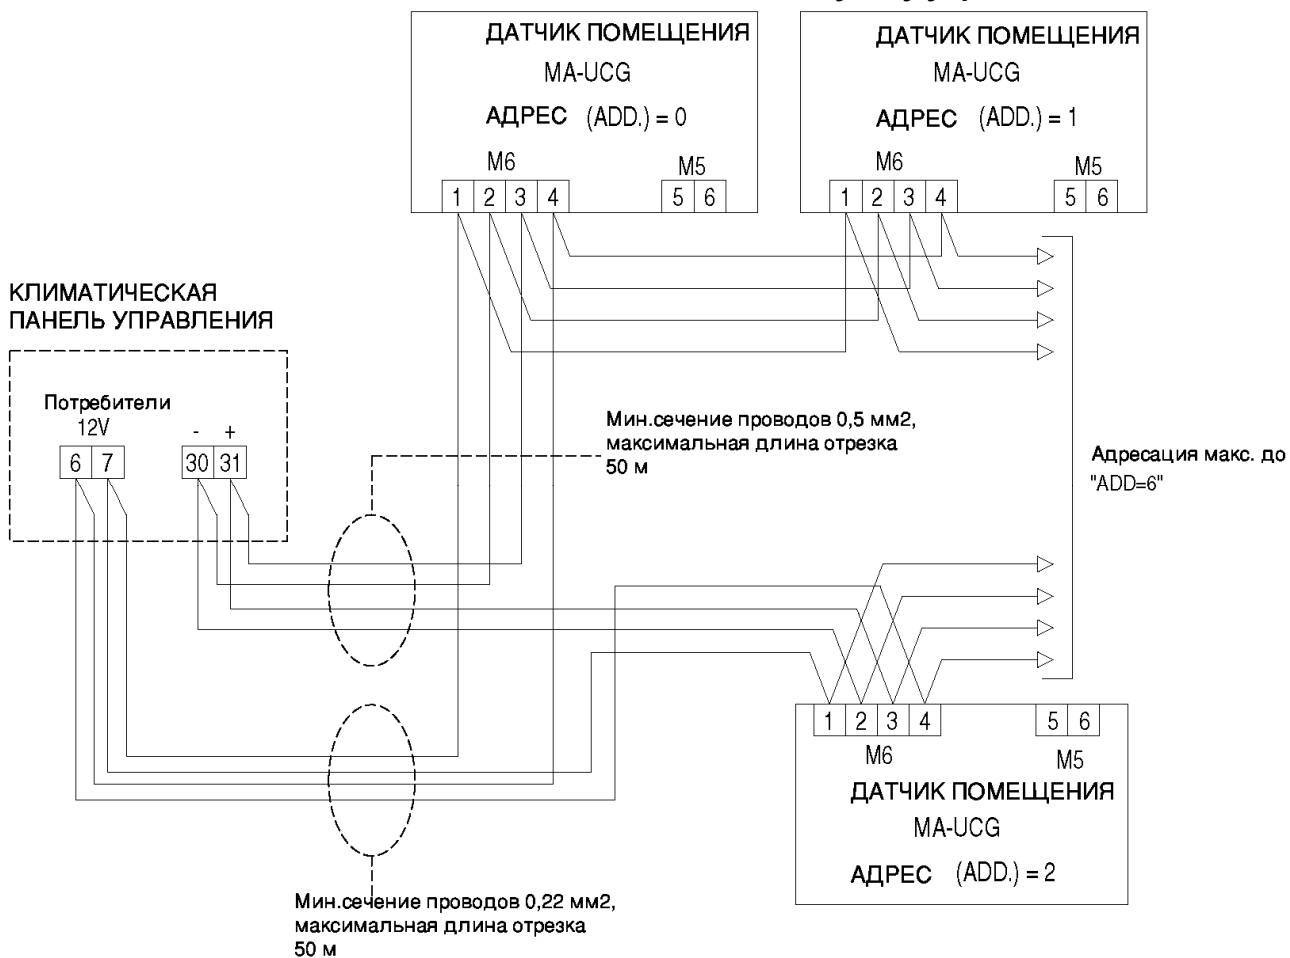 ДАТЧИК ПОМЕЩЕНИЯ
MA-UCG
АДРЕС (ADD.) = 0
M6 M5
1 2 3 4 5 6
ДАТЧИК ПОМЕЩЕНИЯ
MA-UCG
АДРЕС (ADD.) = 1
M6 M5
1 2 3 4 5 6
КЛИМАТИЧЕСКАЯ
ПАНЕЛЬ УПРАВЛЕНИЯ
Потребители
12V - +
6 7 30 31
Мин.сечение проводов 0,5 мм2,
максимальная длина отрезка
50 м
Адресация макс. до
"ADD=6"
1 2 3 4 5 6
M6 M5
ДАТЧИК ПОМЕЩЕНИЯ
MA-UCG
АДРЕС (ADD.) = 2
Мин.сечение проводов 0,22 мм2,
максимальная длина отрезка
50 м